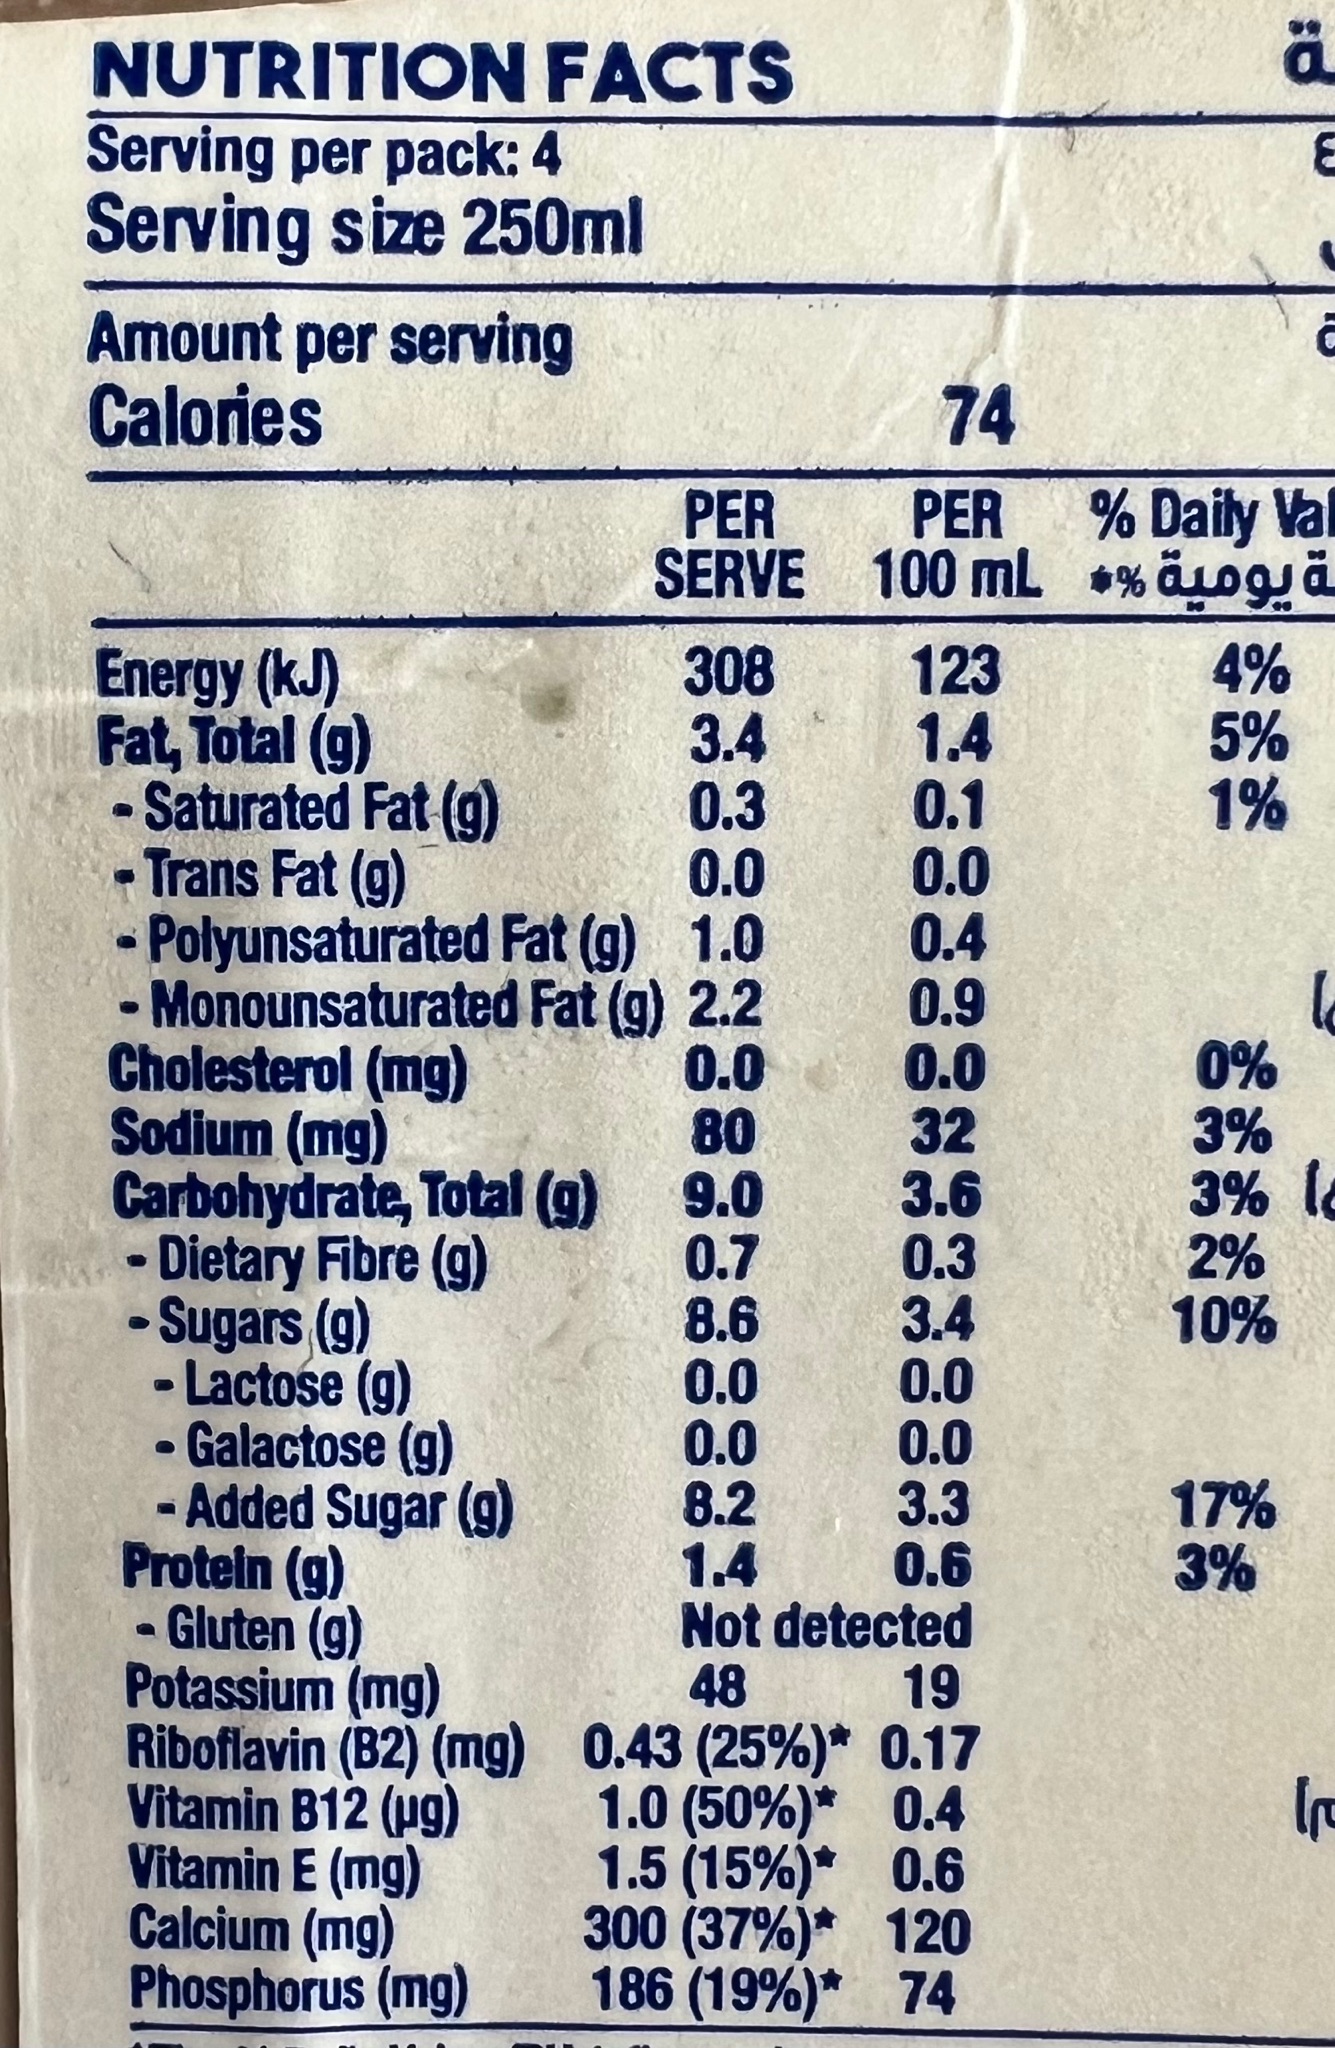 NUTRITION FACTS
Serving per pack: 4
Serving size 250ml
Amount per serving
Calories 74
PER SERVE PER 100 mL % Daily
*% يومية
Energy (kJ) 308 123 4%
Fat, Total (g) 3.4 1.4 5%
- Saturated Fat (g) 0.3 0.1 1%
- Trans Fat (g) 0.0 0.0
- Polyunsaturated Fat (g) 1.0 0.4
- Monounsaturated Fat (g) 2.2 0.9
Cholesterol (mg) 0.0 0.0 0%
Sodium (mg) 80 32 3%
Carbohydrate, Total (g) 9.0 3.6 3%
- Dietary Fibre (g) 0.7 0.3 2%
- Sugars (g) 8.6 3.4 10%
- Lactose (g) 0.0 0.0
- Galactose (g) 0.0 0.0
- Added Sugar (g) 8.2 3.3 17%
Protein (g) 1.4 0.6 3%
- Gluten (g) Not detected
Potassium (mg) 48 19
Riboflavin (B2) (mg) 0.43 (25%)* 0.17
Vitamin B12 (µg) 1.0 (50%)* 0.4
Vitamin E (mg) 1.5 (15%)* 0.6
Calcium (mg) 300 (37%)* 120
Phosphorus (mg) 186 (19%)* 74